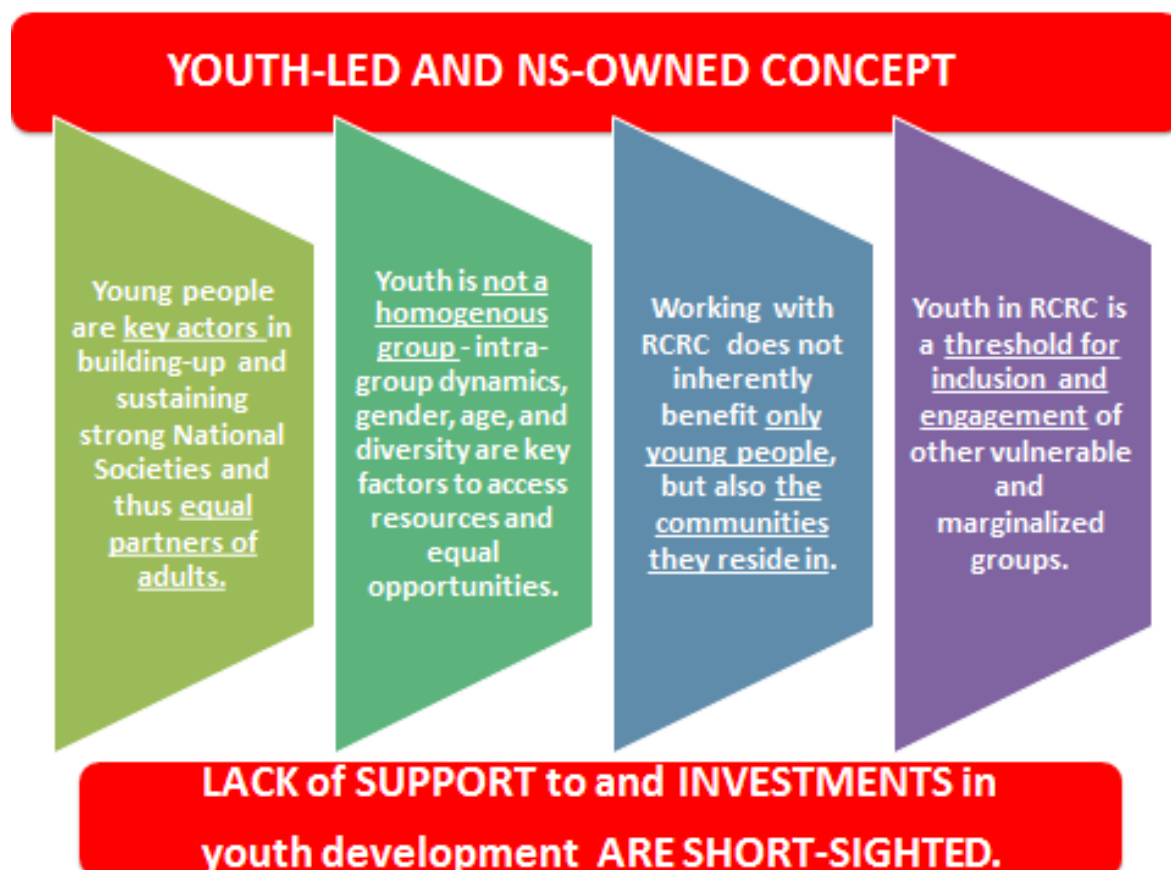 YOUTH-LED AND NS-OWNED CONCEPT
Young people
are key actors in
building-up and
sustaining
strong National
Societies and
thus equal
partners of
adults.
Youth is not a
homogenous
group - intra-
group dynamics,
gender, age, and
diversity are key
factors to access
resources and
equal
opportunities.
Working with
RCRC does not
inherently
benefit only
young people,
but also the
communities
they reside in.
Youth in RCRC is
a threshold for
inclusion and
engagement of
other vulnerable
and
marginalized
groups.
LACK of SUPPORT to and INVESTMENTS in
youth development ARE SHORT-SIGHTED.